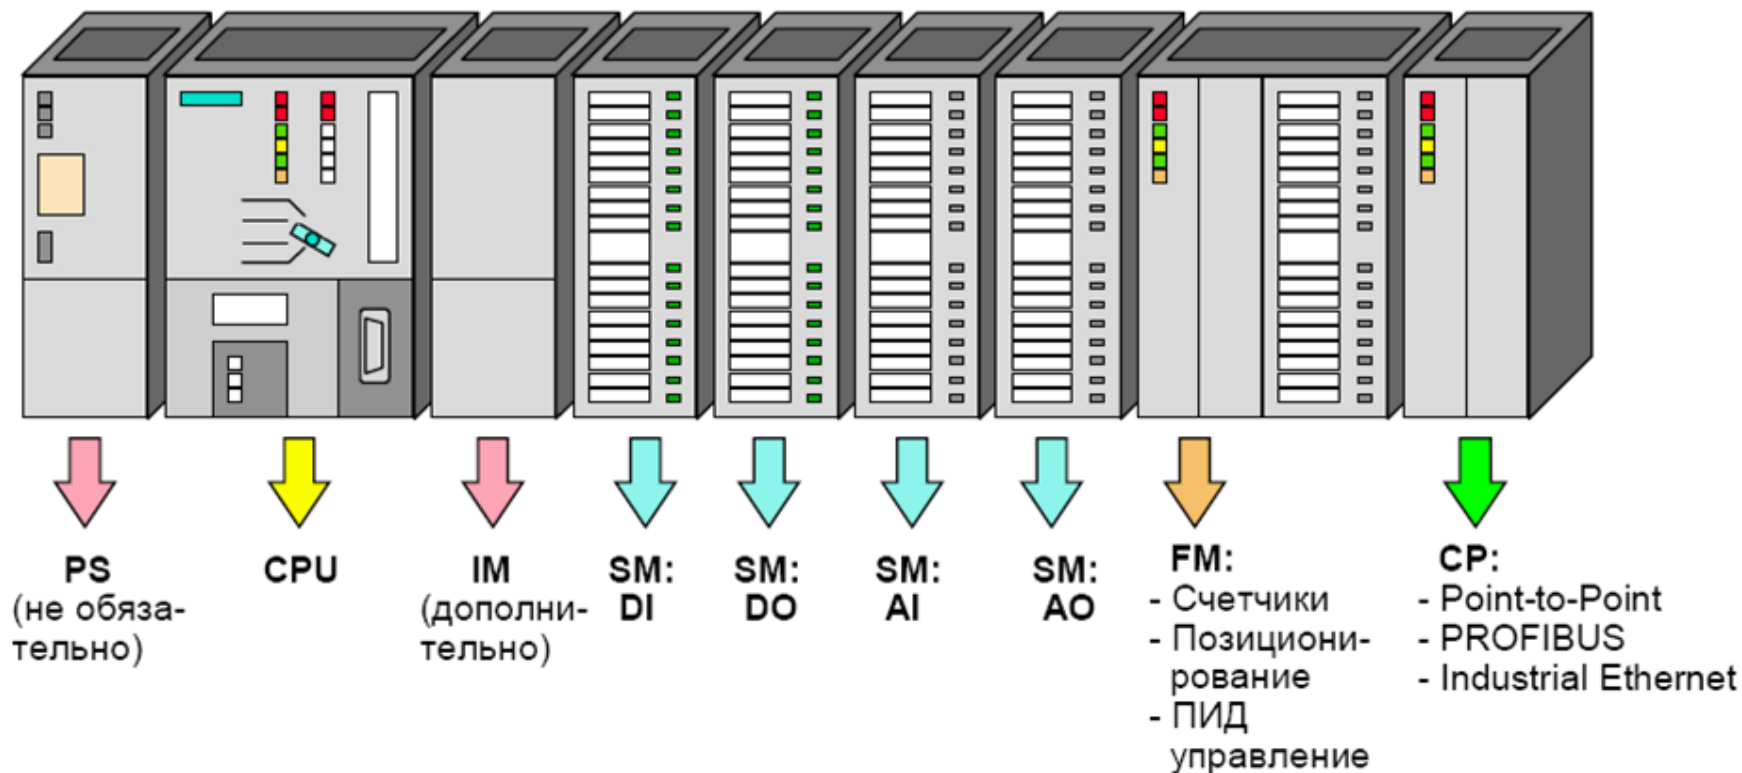 PS
(не обяза-
тельно)
CPU
IM
(дополни-
тельно)
SM:
DI
SM:
DO
SM:
AI
SM:
AO
FM:
- Счетчики
- Позициони-
рование
- ПИД
управление
CP:
- Point-to-Point
- PROFIBUS
- Industrial Ethernet